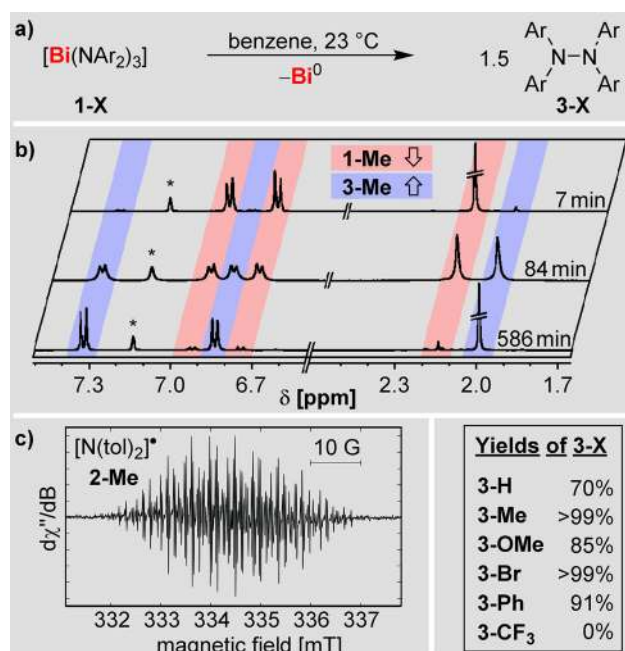 a)
[Bi(NAr2)3]
benzene, 23 °C
–Bi0
1-X
1.5
Ar Ar
N–N
Ar Ar
3-X
b)
1-Me ⇩
3-Me ⇧
*
7 min
*
84 min
*
586 min
7.3 7.0 6.7 2.3 2.0 1.7
δ [ppm]
c)
[N(tol)2]•
2-Me
10 G
dχ"/dB
332 333 334 335 336 337
magnetic field [mT]
Yields of 3-X
3-H 70%
3-Me >99%
3-OMe 85%
3-Br >99%
3-Ph 91%
3-CF3 0%